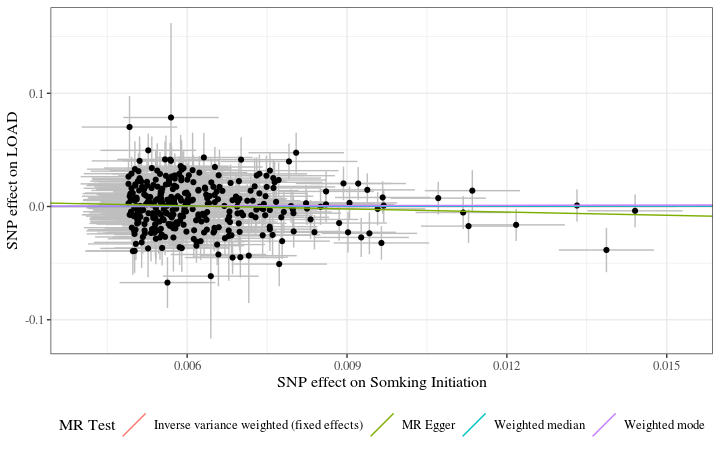 SNP effect on LOAD
0.1
0.0
-0.1
0.006
0.009
0.012
0.015
SNP effect on Somking Initiation
MR Test
Inverse variance weighted (fixed effects)
MR Egger
Weighted median
Weighted mode